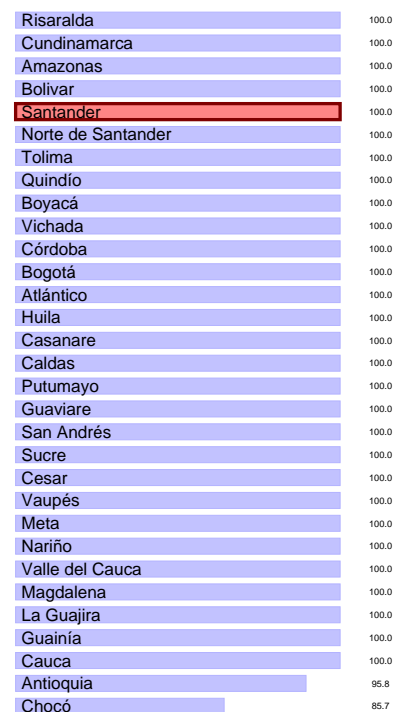 Risaralda 100.0
Cundinamarca 100.0
Amazonas 100.0
Bolivar 100.0
Santander 100.0
Norte de Santander 100.0
Tolima 100.0
Quindío 100.0
Boyacá 100.0
Vichada 100.0
Córdoba 100.0
Bogotá 100.0
Atlántico 100.0
Huila 100.0
Casanare 100.0
Caldas 100.0
Putumayo 100.0
Guaviare 100.0
San Andrés 100.0
Sucre 100.0
Cesar 100.0
Vaupés 100.0
Meta 100.0
Nariño 100.0
Valle del Cauca 100.0
Magdalena 100.0
La Guajira 100.0
Guainía 100.0
Cauca 100.0
Antioquia 95.8
Chocó 85.7